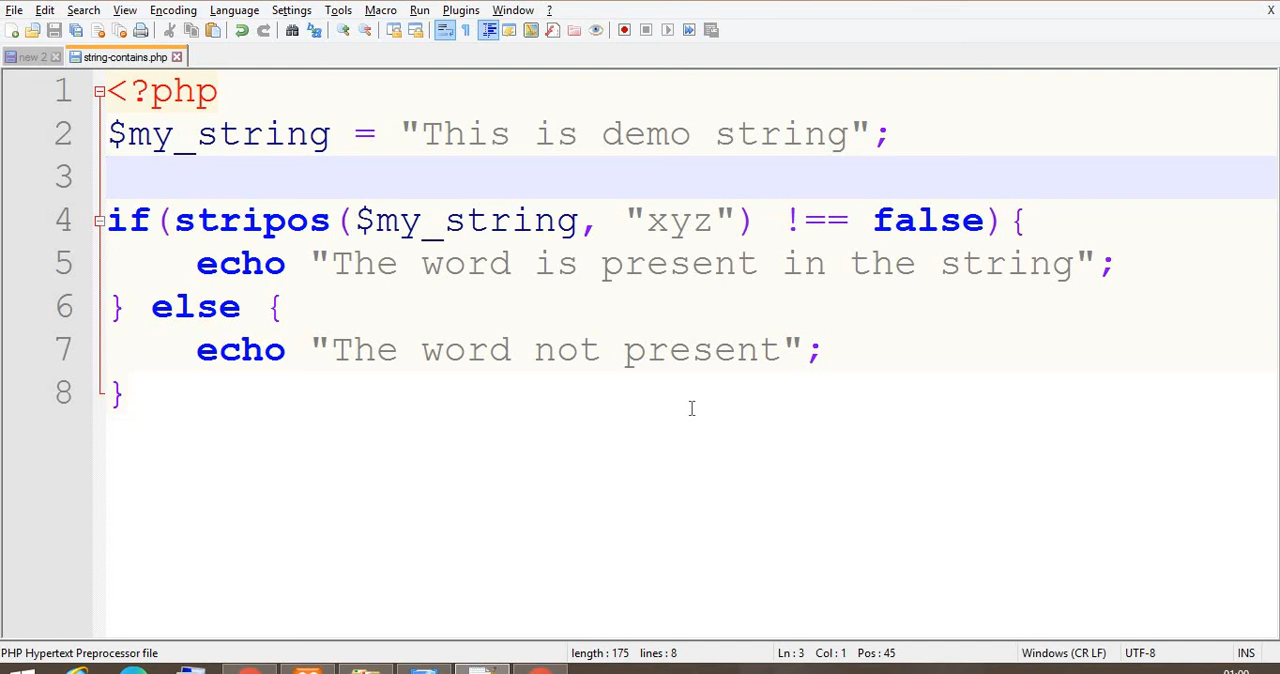 File Edit Search View Encoding Language Settings Tools Macro Run Plugins Window ? X
new 2 string-contains.php
1 <?php
2 $my_string = "This is demo string";
3
4 if(stripos($my_string, "xyz") !== false){
5 echo "The word is present in the string";
6 } else {
7 echo "The word not present";
8 }
PHP Hypertext Preprocessor file length : 175 lines : 8 Ln : 3 Col : 1 Pos : 45 Windows (CR LF) UTF-8 INS